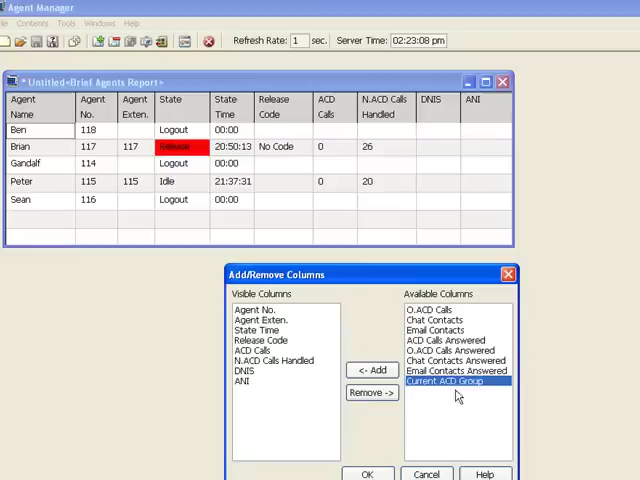 Agent Manager
File Contents Tools Windows Help
Refresh Rate: 1 sec. Server Time: 02:23:08 pm
* Untitled<Brief Agents Report>
Agent Name Agent No. Agent Exten. State State Time Release Code ACD Calls N.ACD Calls Handled DNIS ANI
Ben 118 Logout 00:00
Brian 117 117 Release 20:50:13 No Code 0 26
Gandalf 114 Logout 00:00
Peter 115 115 Idle 21:37:31 0 20
Sean 116 Logout 00:00
Add/Remove Columns
Visible Columns
Agent No.
Agent Exten.
State Time
Release Code
ACD Calls
N.ACD Calls Handled
DNIS
ANI
<- Add
Remove ->
Available Columns
O.ACD Calls
Chat Contacts
Email Contacts
ACD Calls Answered
O.ACD Calls Answered
Chat Contacts Answered
Email Contacts Answered
Current ACD Group
OK Cancel Help